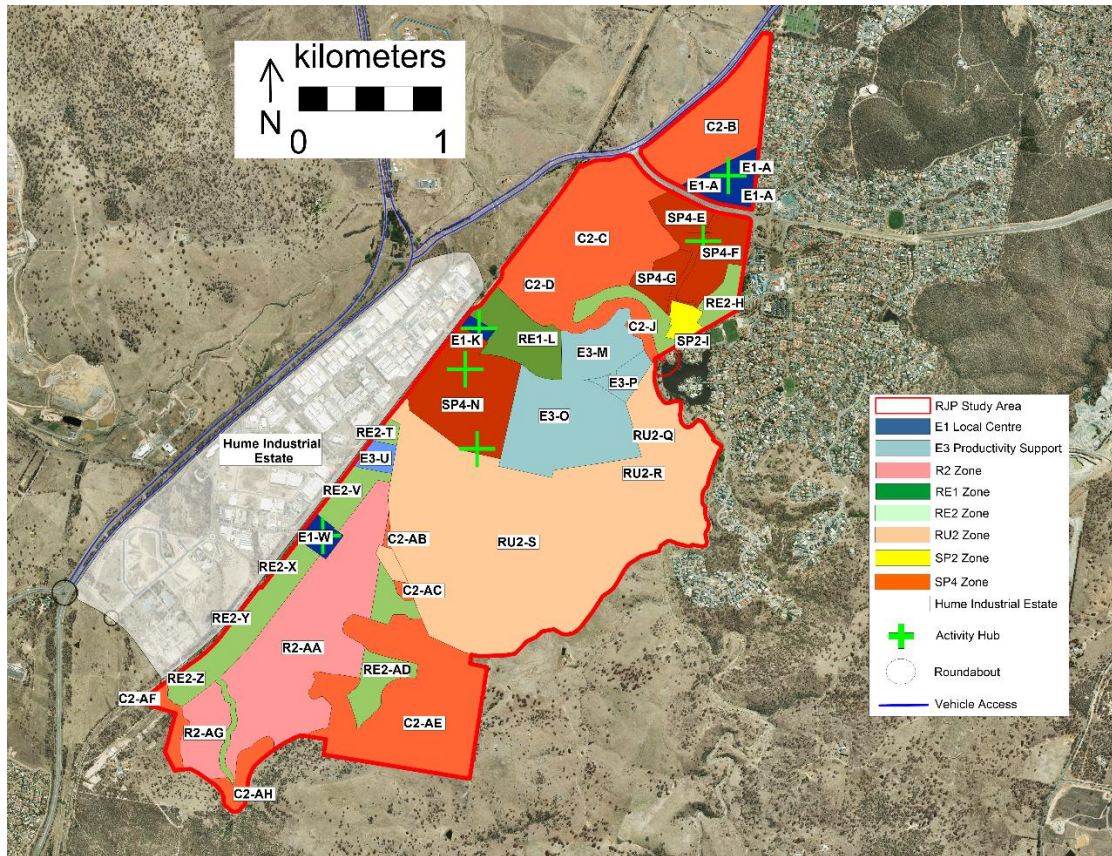 kilometers
N
0 1
C2-B
E1-A
E1-A
E1-A
SP4-E
C2-C
SP4-F
SP4-G
C2-D
RE2-H
C2-J
SP2-I
E1-K
RE1-L
E3-M
E3-P
SP4-N
E3-O
RE2-T
RU2-Q
Hume Industrial
Estate
E3-U
RU2-R
RE2-V
E1-W
C2-AB
RU2-S
RE2-X
C2-AC
RE2-Y
R2-AA
RE2-AD
RE2-Z
C2-AF
C2-AE
R2-AG
C2-AH
RJP Study Area
E1 Local Centre
E3 Productivity Support
R2 Zone
RE1 Zone
RE2 Zone
RU2 Zone
SP2 Zone
SP4 Zone
Hume Industrial Estate
Activity Hub
Roundabout
Vehicle Access